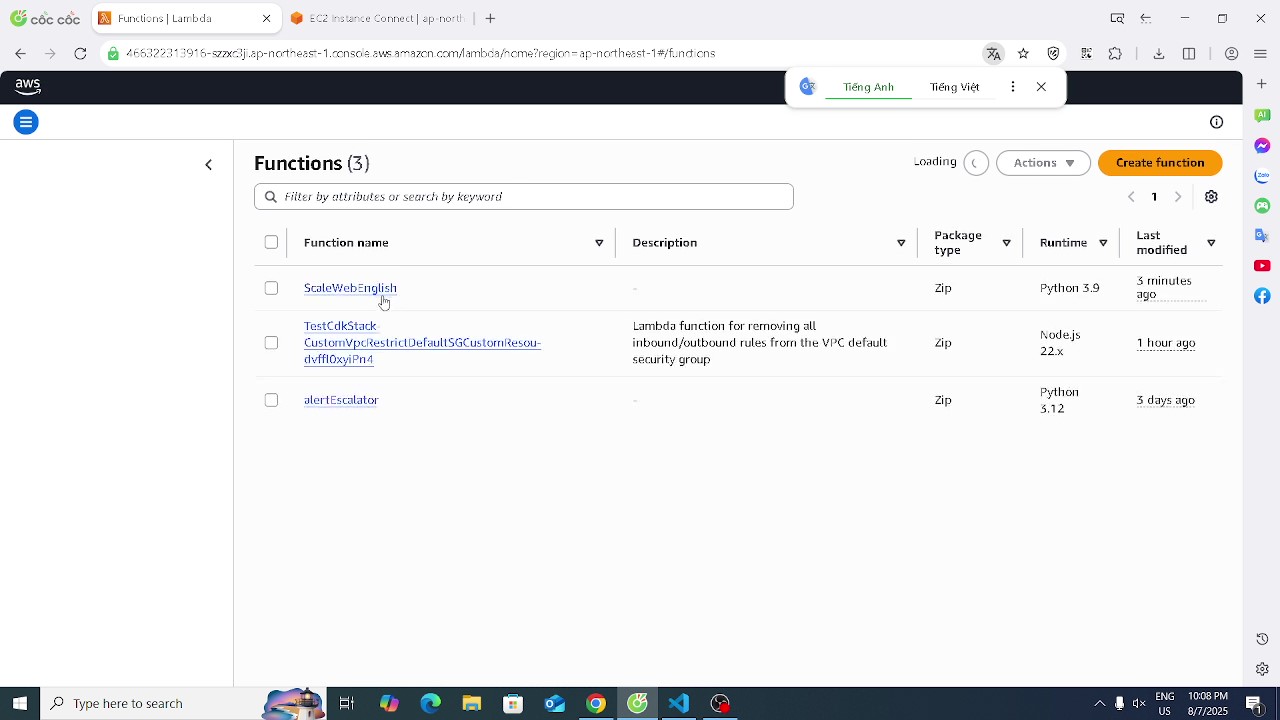 cốc cốc
Functions | Lambda
EC2 Instance Connect | ap-north
466322313916-szzxc3ji.ap-northeast-1.console.aws.amazon.com/lambda/home?region=ap-northeast-1#/functions
aws
Tiếng Anh
Tiếng Việt
Functions (3)
Loading
Actions
Create function
Filter by attributes or search by keyword
1
Function name
Description
Package type
Runtime
Last modified
ScaleWebEnglish
-
Zip
Python 3.9
3 minutes ago
TestCdkStack-
CustomVpcRestrictDefaultSGCustomResou-
dvffl0xyiPn4
Lambda function for removing all
inbound/outbound rules from the VPC default
security group
Zip
Node.js
22.x
1 hour ago
alertEscalator
-
Zip
Python
3.12
3 days ago
AI
Zalo
Type here to search
ENG
US
10:08 PM
8/7/2025